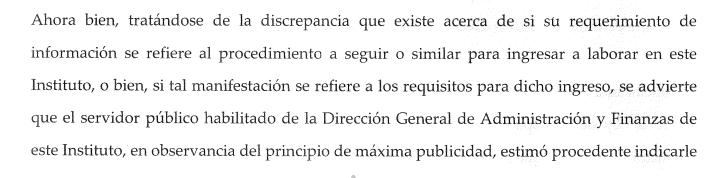 Ahora bien, tratándose de la discrepancia que existe acerca de si su requerimiento de
información se refiere al procedimiento a seguir o similar para ingresar a laborar en este
Instituto, o bien, si tal manifestación se refiere a los requisitos para dicho ingreso, se advierte
que el servidor público habilitado de la Dirección General de Administración y Finanzas de
este Instituto, en observancia del principio de máxima publicidad, estimó procedente indicarle